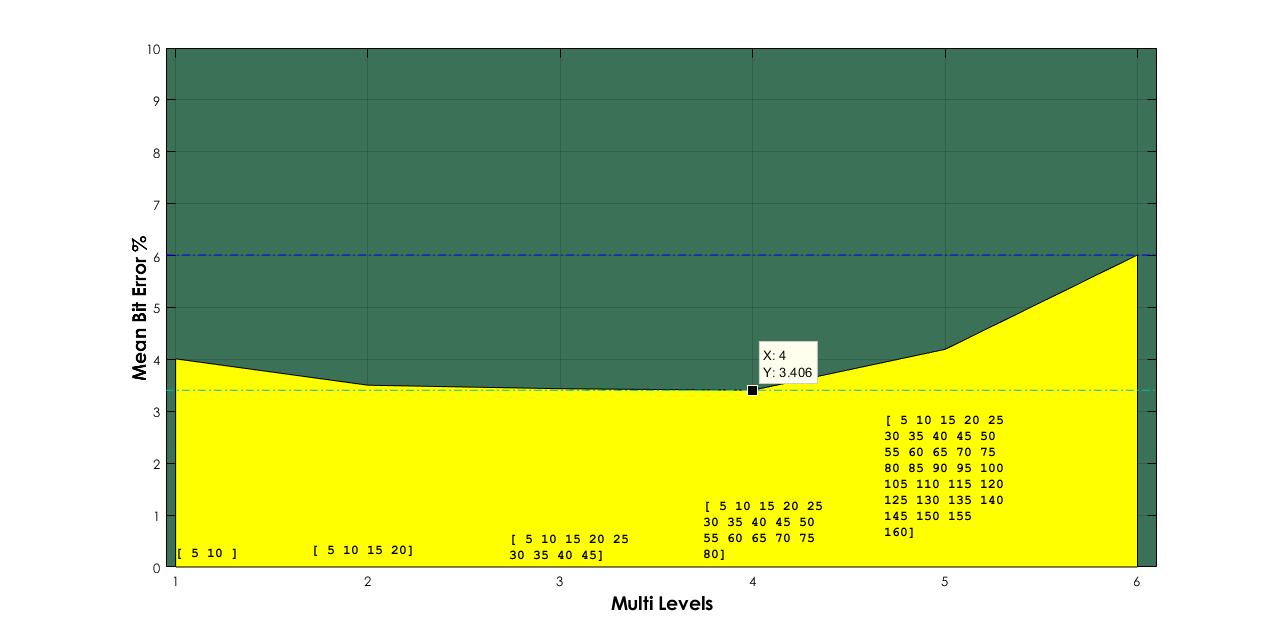 10
9
8
7
6
5
4
3
2
1
0
Mean Bit Error %
X: 4
Y: 3.406
[ 5 10 ]
[ 5 10 15 20]
[ 5 10 15 20 25
30 35 40 45]
[ 5 10 15 20 25
30 35 40 45 50
55 60 65 70 75
80]
[ 5 10 15 20 25
30 35 40 45 50
55 60 65 70 75
80 85 90 95 100
105 110 115 120
125 130 135 140
145 150 155
160]
1 2 3 4 5 6
Multi Levels